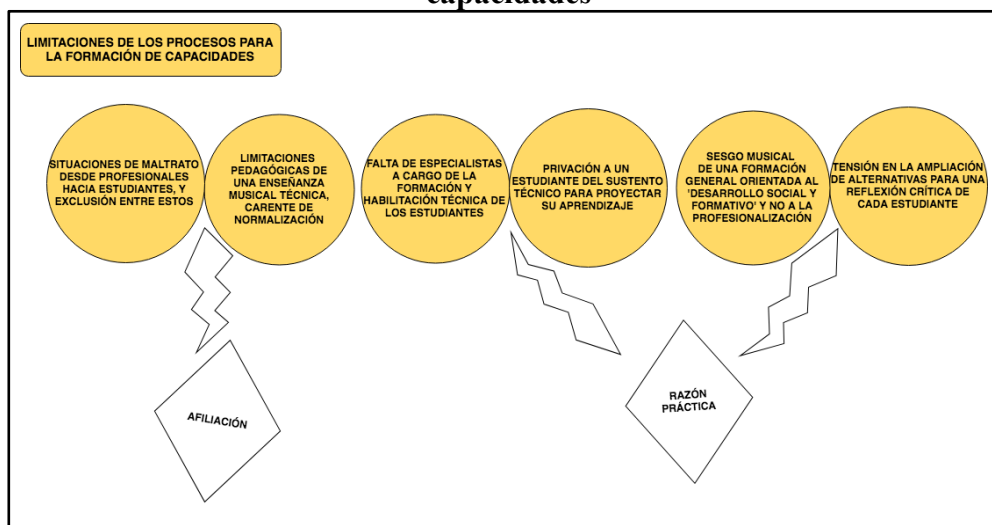 capacidades
LIMITACIONES DE LOS PROCESOS PARA
LA FORMACIÓN DE CAPACIDADES
SITUACIONES DE MALTRATO
DESDE PROFESIONALES
HACIA ESTUDIANTES, Y
EXCLUSIÓN ENTRE ESTOS
LIMITACIONES
PEDAGÓGICAS DE
UNA ENSEÑANZA
MUSICAL TÉCNICA,
CARENTE DE
NORMALIZACIÓN
FALTA DE ESPECIALISTAS
A CARGO DE LA
FORMACIÓN Y
HABILITACIÓN TÉCNICA DE
LOS ESTUDIANTES
PRIVACIÓN A UN
ESTUDIANTE DEL SUSTENTO
TÉCNICO PARA PROYECTAR
SU APRENDIZAJE
SESGO MUSICAL
DE UNA FORMACIÓN
GENERAL ORIENTADA AL
'DESARROLLO SOCIAL Y
FORMATIVO' Y NO A LA
PROFESIONALIZACIÓN
TENSIÓN EN LA AMPLIACIÓN
DE ALTERNATIVAS PARA UNA
REFLEXIÓN CRÍTICA DE
CADA ESTUDIANTE
AFILIACIÓN
RAZÓN
PRÁCTICA